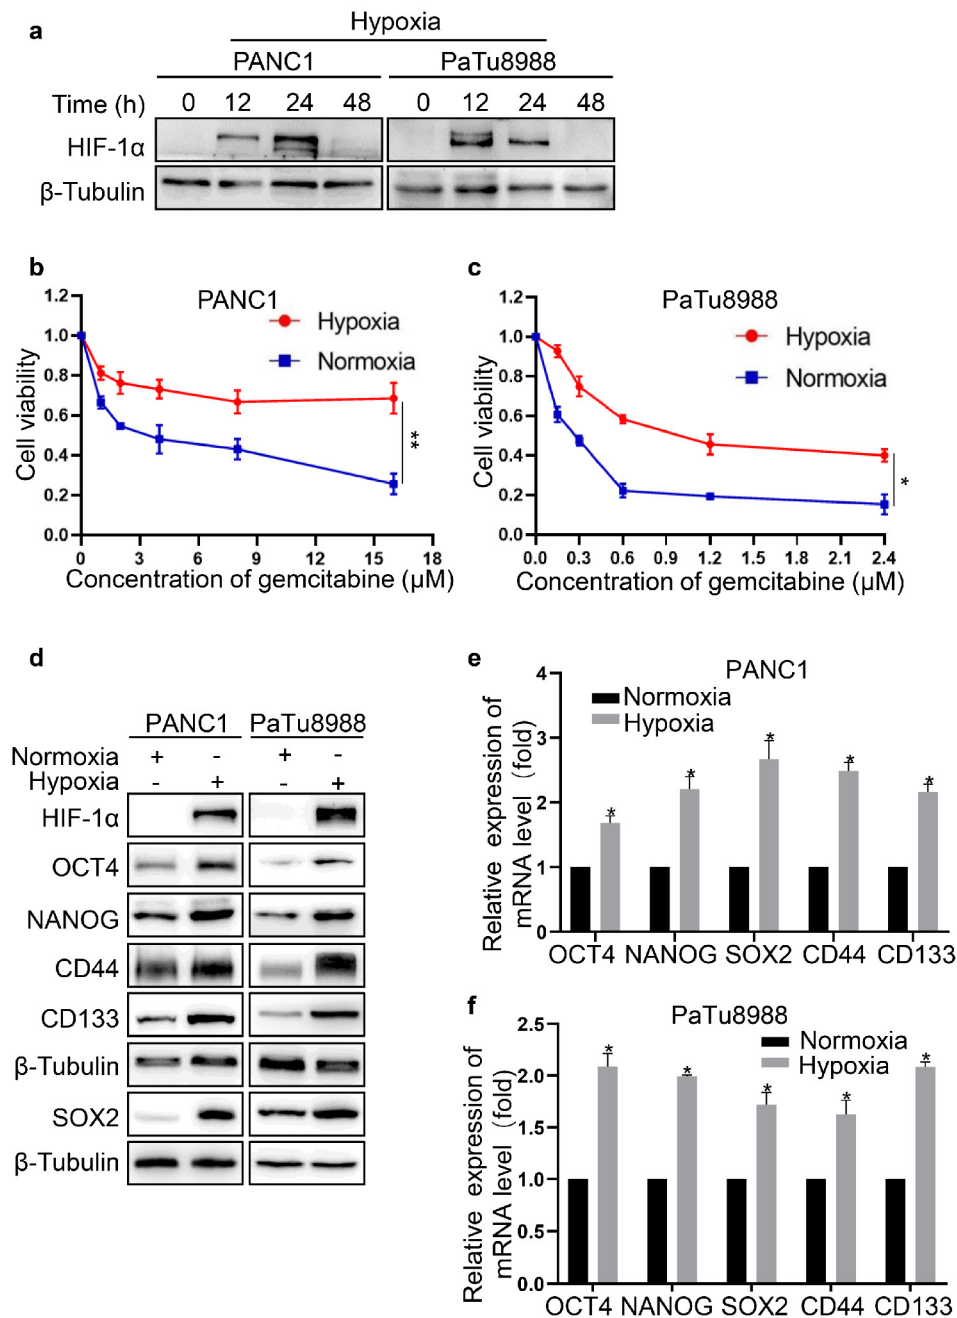 a
Hypoxia
PANC1 PaTu8988
Time (h) 0 12 24 48 0 12 24 48
HIF-1α
β-Tubulin
b
PANC1
Hypoxia
Normoxia
Cell viability
1.2
1.0
0.8
0.6
0.4
0.2
0.0
**
0 3 6 9 12 15 18
Concentration of gemcitabine (μM)
c
PaTu8988
Hypoxia
Normoxia
Cell viability
1.2
1.0
0.8
0.6
0.4
0.2
0.0
*
0.0 0.3 0.6 0.9 1.2 1.5 1.8 2.1 2.4
Concentration of gemcitabine (μM)
d
PANC1 PaTu8988
Normoxia + - + -
Hypoxia - + - +
HIF-1α
OCT4
NANOG
CD44
CD133
β-Tubulin
SOX2
β-Tubulin
e
PANC1
Normoxia
Hypoxia
Relative expression of
mRNA level (fold)
4
3
2
1
0
* * * * *
OCT4 NANOG SOX2 CD44 CD133
f
PaTu8988
Normoxia
Hypoxia
Relative expression of
mRNA level (fold)
2.5
2.0
1.5
1.0
0.5
0.0
* * * * *
OCT4 NANOG SOX2 CD44 CD133